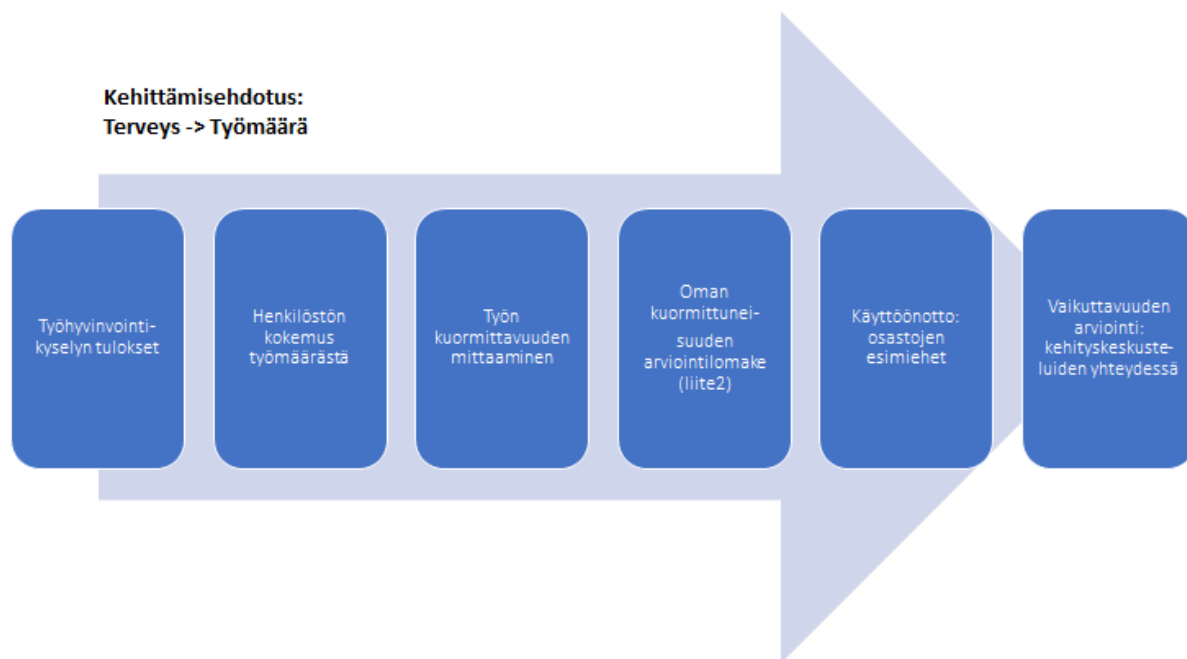 Kehittämisehdotus:
Terveys -> Työmäärä
Työhyvinvointi-
kyselyn tulokset
Henkilöstön
kokemus
työmäärästä
Työn
kuormittavuuden
mittaaminen
Oman
kuormittunei-
suuden
arviointilomake
(liite2)
Käyttöönotto:
osastojen
esimiehet
Vaikuttavuuden
arviointi:
kehityskeskuste-
luiden yhteydessä